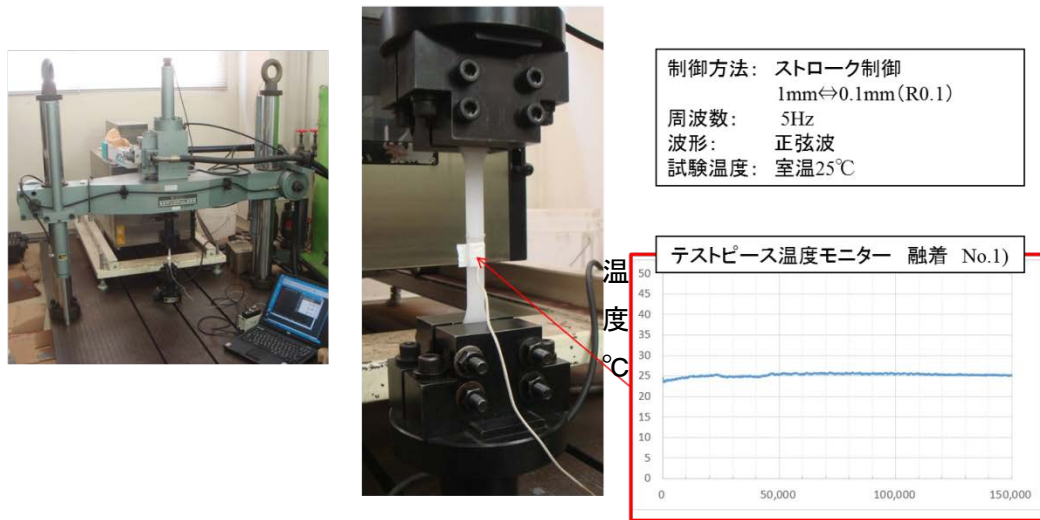 制御方法: ストローク制御
1mm⇔0.1mm(R0.1)
周波数: 5Hz
波形: 正弦波
試験温度: 室温25℃
テストピース温度モニター 融着 No.1)
温
度
℃
50
45
40
35
30
25
20
15
10
5
0
0 50,000 100,000 150,000